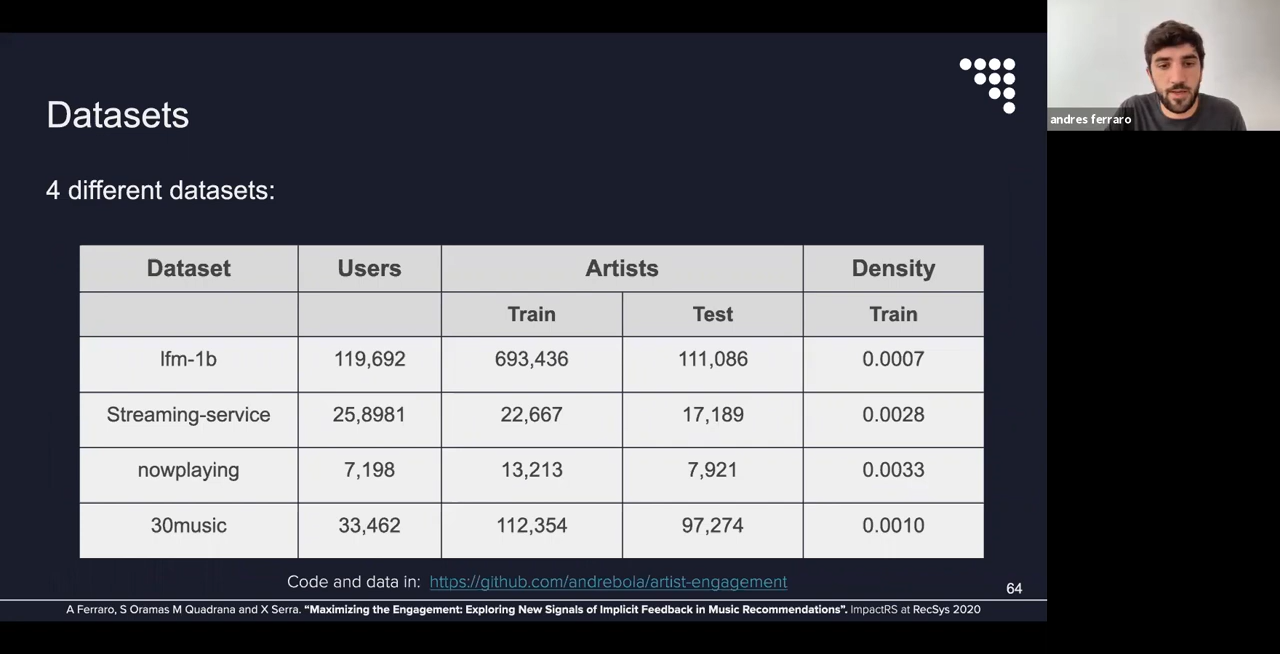 Datasets
andres ferraro
4 different datasets:
Dataset Users Artists Density
Train Test Train
lfm-1b 119,692 693,436 111,086 0.0007
Streaming-service 25,8981 22,667 17,189 0.0028
nowplaying 7,198 13,213 7,921 0.0033
30music 33,462 112,354 97,274 0.0010
Code and data in: https://github.com/andrebola/artist-engagement
64
A Ferraro, S Oramas M Quadrana and X Serra. “Maximizing the Engagement: Exploring New Signals of Implicit Feedback in Music Recommendations”. ImpactRS at RecSys 2020